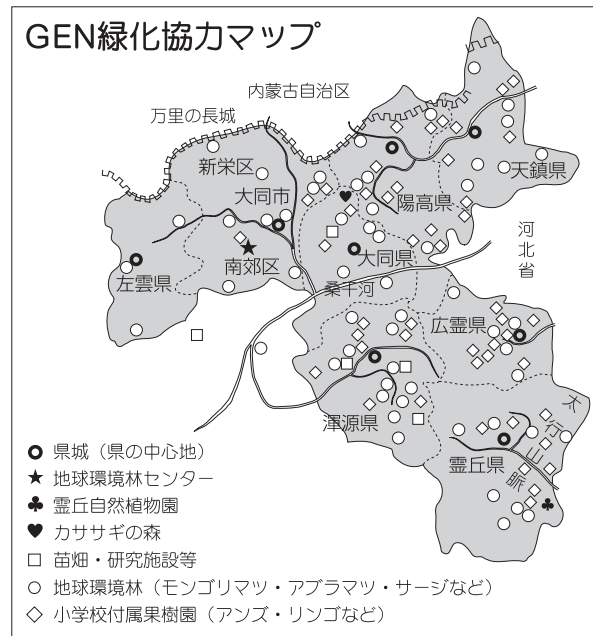 GEN緑化協力マップ
内蒙古自治区
万里の長城
新栄区
大同市
天鎮県
陽高県
河北省
大同県
南郊区
左雲県
桑干河
広霊県
渾源県
太行山脈
霊丘県
県城（県の中心地）
地球環境林センター
霊丘自然植物園
カササギの森
苗畑・研究施設等
地球環境林（モンゴリマツ・アブラマツ・サージなど）
小学校付属果樹園（アンズ・リンゴなど）